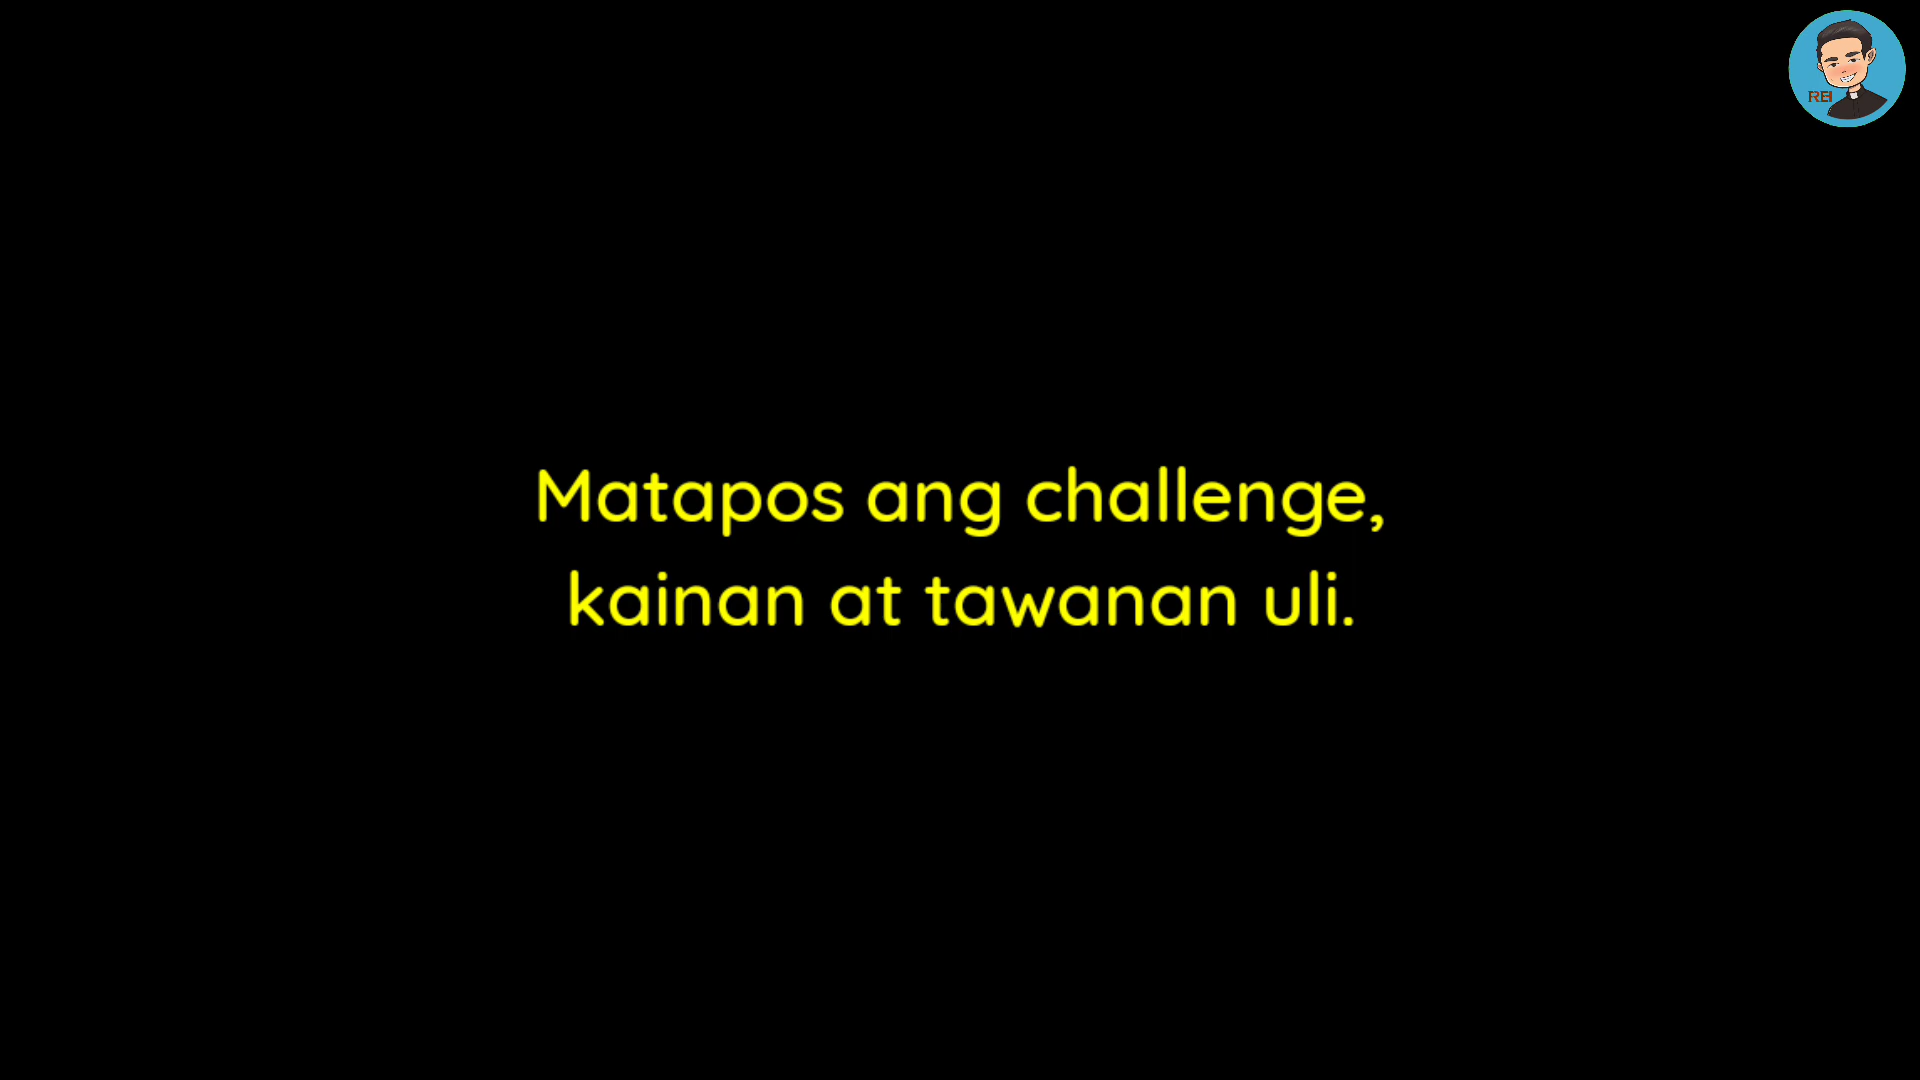 REI
Matapos ang challenge,
kainan at tawanan uli.